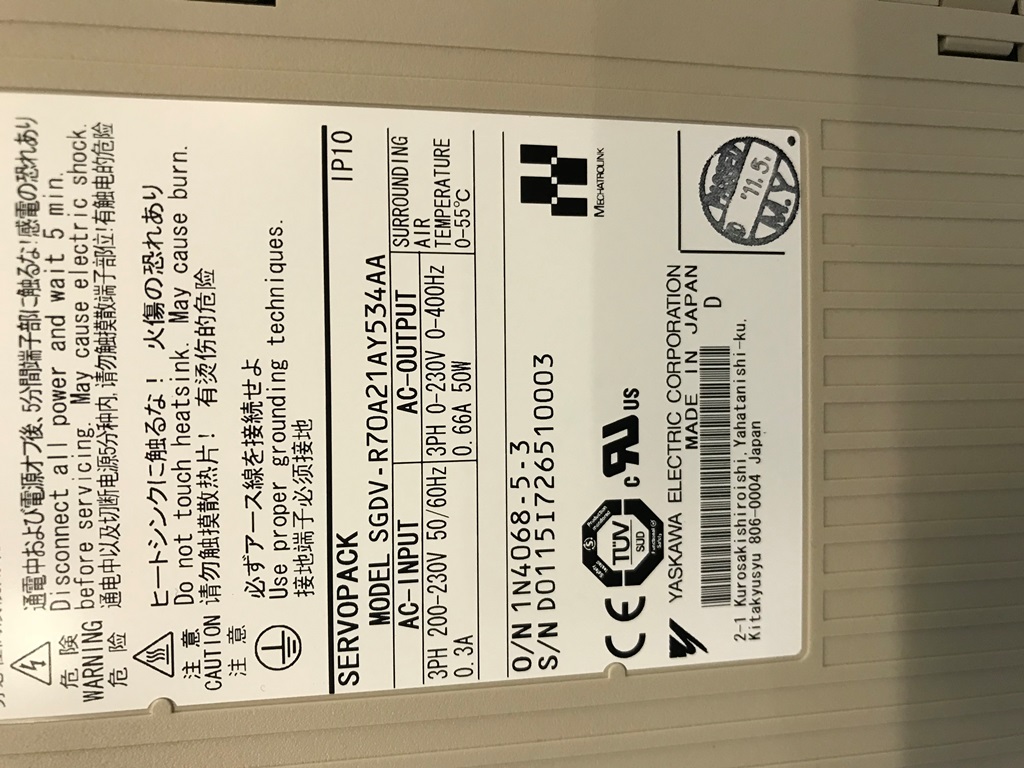 通電中および電源オフ後、5分間端子部に触るな!感電の恐れあり
危険
Disconnect all power and wait 5 min.
WARNING before servicing. May cause electric shock.
危险
通电中以及切断电源5分种内,请勿触摸散端子部位!有触电的危险
ヒートシンクに触るな! 火傷の恐れあり
注意
Do not touch heatsink. May cause burn.
CAUTION
注意
请勿触摸散热片! 有烫伤的危险
必ずアース線を接続せよ
Use proper grounding techniques.
接地端子必须接地
SERVOPACK IP10
MODEL SGDV-R70A21AY534AA
AC-INPUT AC-OUTPUT SURROUNDING
AIR
TEMPERATURE
0-55℃
3PH 200-230V 50/60Hz 3PH 0-230V 0-400Hz
0.3A 0.66A 50W
O/N 1N4068-5-3
S/N D0115I726510003
MECHATROLINK
CE
TÜV
SÜD
c RU US
YASKAWA ELECTRIC CORPORATION
MADE IN JAPAN
D
2-1 Kurosakishiroishi, Yahatanishi-ku.
Kitakyusyu 806-0004 Japan
'11.5.
M.Y